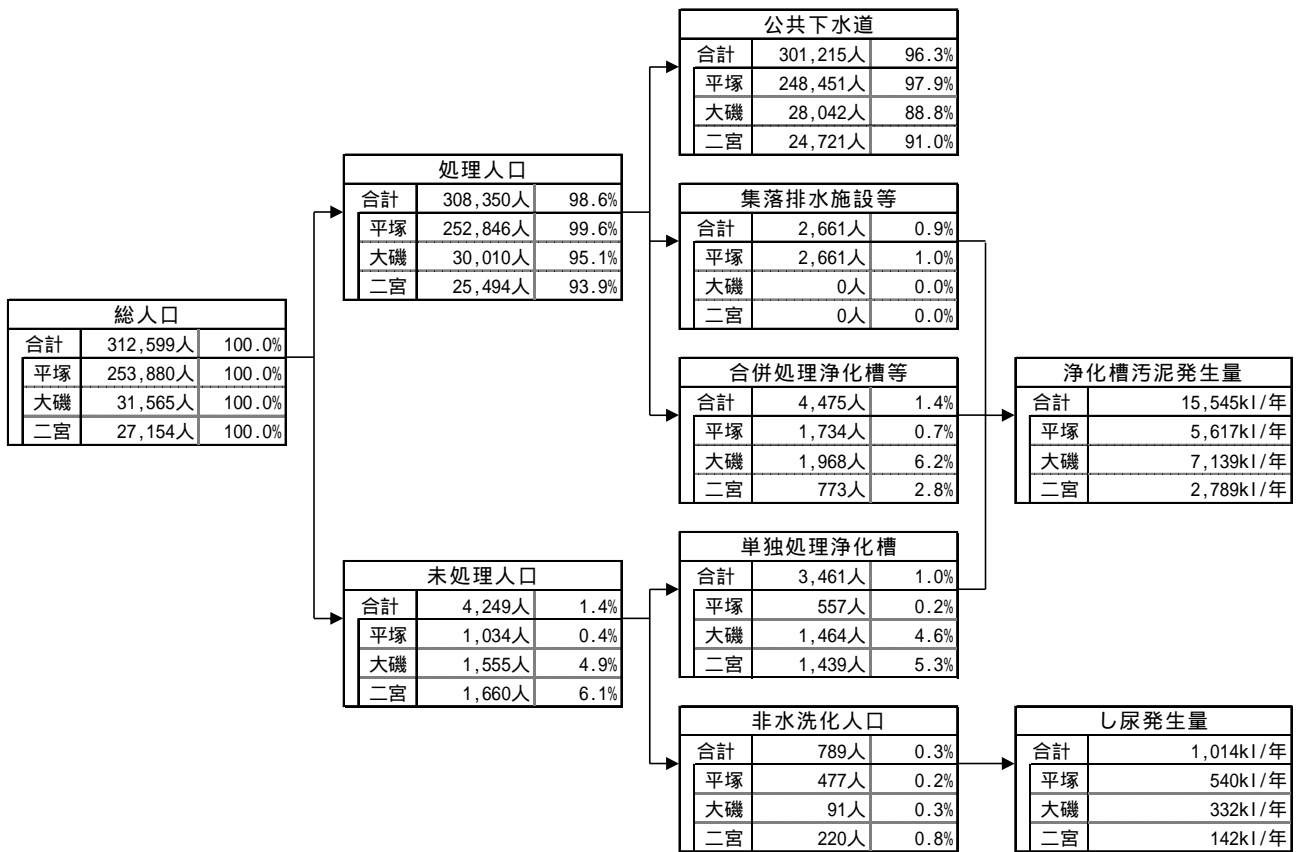 総人口
合計 312,599人 100.0%
平塚 253,880人 100.0%
大磯 31,565人 100.0%
二宮 27,154人 100.0%
処理人口
合計 308,350人 98.6%
平塚 252,846人 99.6%
大磯 30,010人 95.1%
二宮 25,494人 93.9%
未処理人口
合計 4,249人 1.4%
平塚 1,034人 0.4%
大磯 1,555人 4.9%
二宮 1,660人 6.1%
公共下水道
合計 301,215人 96.3%
平塚 248,451人 97.9%
大磯 28,042人 88.8%
二宮 24,721人 91.0%
集落排水施設等
合計 2,661人 0.9%
平塚 2,661人 1.0%
大磯 0人 0.0%
二宮 0人 0.0%
合併処理浄化槽等
合計 4,475人 1.4%
平塚 1,734人 0.7%
大磯 1,968人 6.2%
二宮 773人 2.8%
単独処理浄化槽
合計 3,461人 1.0%
平塚 557人 0.2%
大磯 1,464人 4.6%
二宮 1,439人 5.3%
非水洗化人口
合計 789人 0.3%
平塚 477人 0.2%
大磯 91人 0.3%
二宮 220人 0.8%
浄化槽汚泥発生量
合計 15,545kl/年
平塚 5,617kl/年
大磯 7,139kl/年
二宮 2,789kl/年
し尿発生量
合計 1,014kl/年
平塚 540kl/年
大磯 332kl/年
二宮 142kl/年